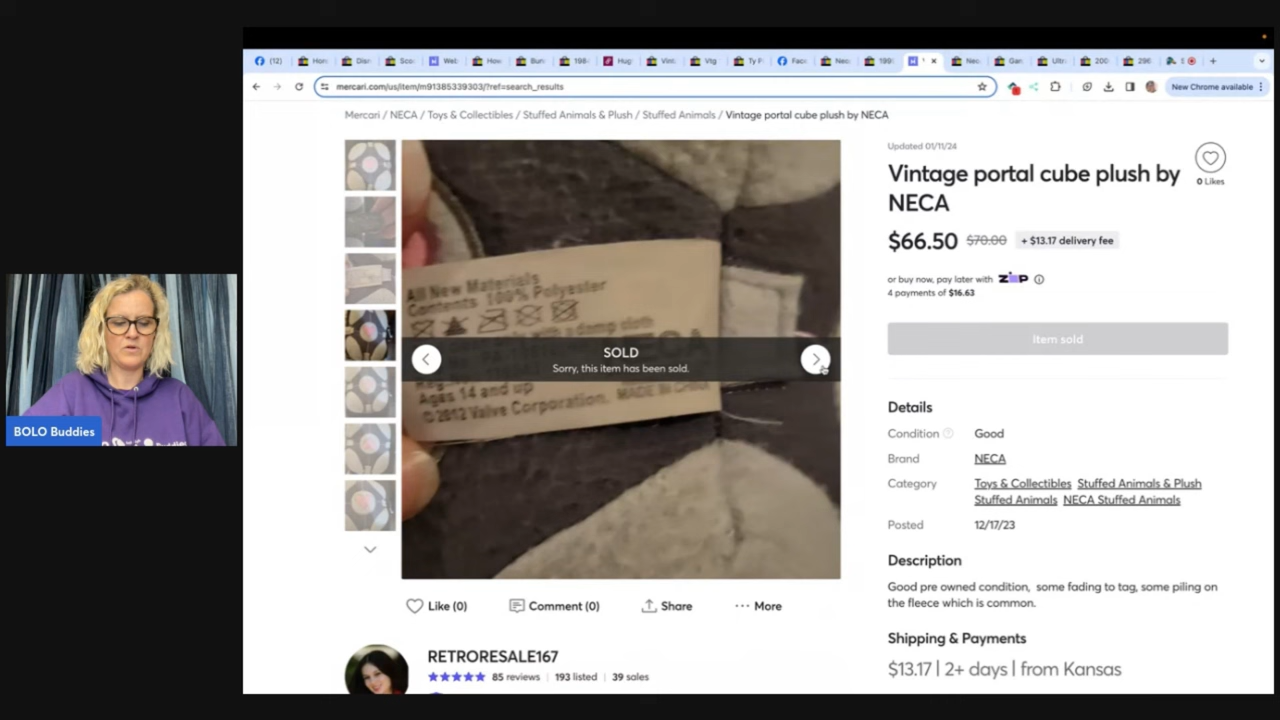 (12)
New Chrome available
mercari.com/us/item/m91385339303/?ref=search_results
Mercari / NECA / Toys & Collectibles / Stuffed Animals & Plush / Stuffed Animals / Vintage portal cube plush by NECA
Updated 01/11/24
Vintage portal cube plush by
NECA
0 Likes
$66.50 $70.00 + $13.17 delivery fee
or buy now, pay later with ZIP
4 payments of $16.63
Item sold
All New Materials
Contents 100% Polyester
with a damp cloth
SOLD
Sorry, this item has been sold.
Ages 14 and up
©2012 Valve Corporation. MADE IN
Details
Condition Good
Brand NECA
Category Toys & Collectibles Stuffed Animals & Plush
Stuffed Animals NECA Stuffed Animals
Posted 12/17/23
Description
Good pre owned condition, some fading to tag, some piling on
the fleece which is common.
Shipping & Payments
$13.17 | 2+ days | from Kansas
Like (0) Comment (0) Share More
RETRORESALE167
85 reviews | 193 listed | 39 sales
BOLO Buddies